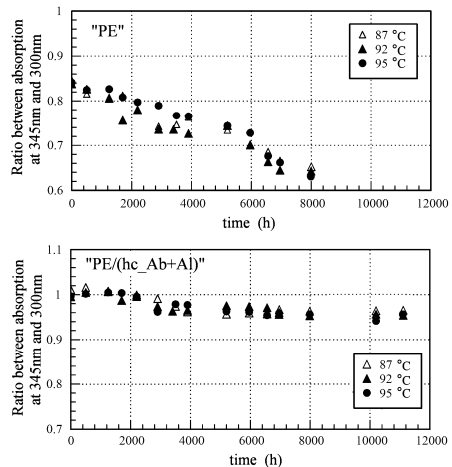 "PE"
△ 87 °C
▲ 92 °C
● 95 °C
Ratio between absorption
at 345nm and 300nm
1
0.9
0.8
0.7
0.6
0 2000 4000 6000 8000 10000 12000
time (h)
"PE/(hc_Ab+Al)"
Ratio between absorption
at 345nm and 300nm
1.1
1
0.9
0.8
0.7
△ 87 °C
▲ 92 °C
● 95 °C
0 2000 4000 6000 8000 10000 12000
time (h)